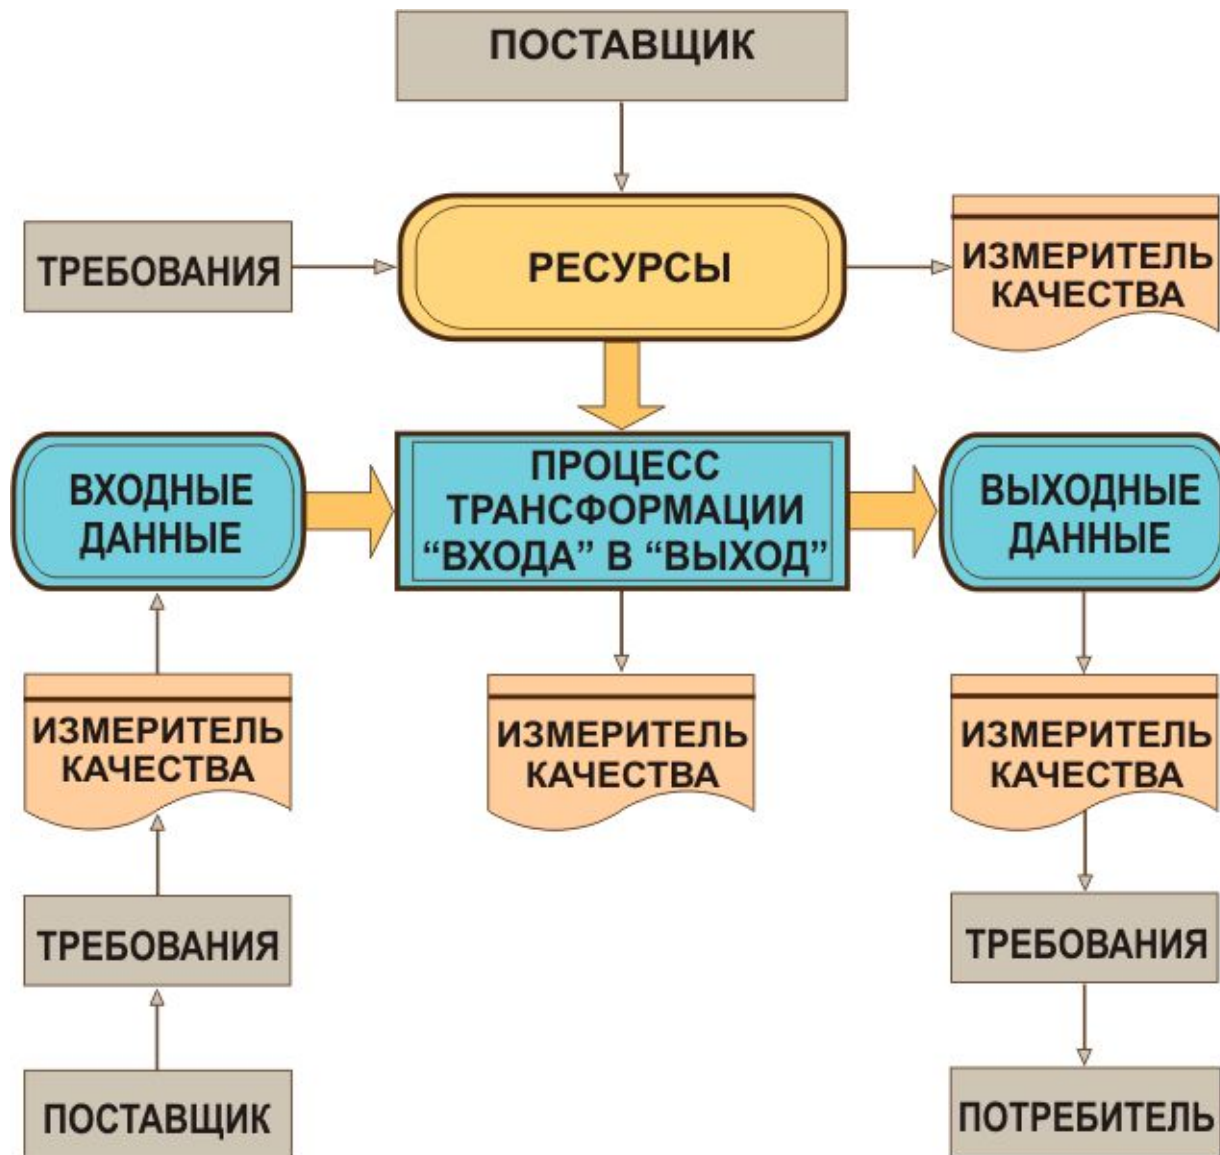 ПОСТАВЩИК
ТРЕБОВАНИЯ
РЕСУРСЫ
ИЗМЕРИТЕЛЬ
КАЧЕСТВА
ВХОДНЫЕ
ДАННЫЕ
ПРОЦЕСС
ТРАНСФОРМАЦИИ
“ВХОДА” В “ВЫХОД”
ВЫХОДНЫЕ
ДАННЫЕ
ИЗМЕРИТЕЛЬ
КАЧЕСТВА
ИЗМЕРИТЕЛЬ
КАЧЕСТВА
ИЗМЕРИТЕЛЬ
КАЧЕСТВА
ТРЕБОВАНИЯ
ТРЕБОВАНИЯ
ПОСТАВЩИК
ПОТРЕБИТЕЛЬ